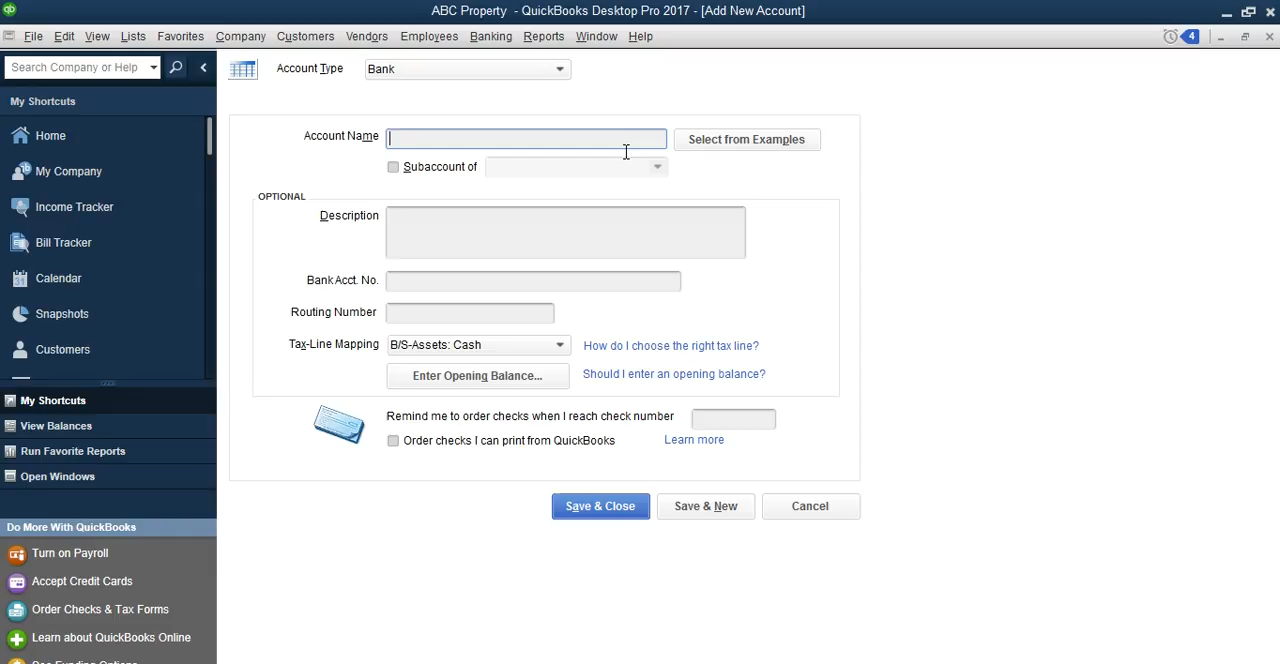 ABC Property - QuickBooks Desktop Pro 2017 - [Add New Account]
File Edit View Lists Favorites Company Customers Vendors Employees Banking Reports Window Help 4
Search Company or Help
Account Type Bank
My Shortcuts
Home
My Company
Income Tracker
Bill Tracker
31 Calendar
Snapshots
Customers
My Shortcuts
View Balances
Run Favorite Reports
Open Windows
Do More With QuickBooks
Turn on Payroll
Accept Credit Cards
Order Checks & Tax Forms
Learn about QuickBooks Online
Account Name Select from Examples
Subaccount of
OPTIONAL
Description
Bank Acct. No.
Routing Number
Tax-Line Mapping B/S-Assets: Cash How do I choose the right tax line?
Enter Opening Balance... Should I enter an opening balance?
Remind me to order checks when I reach check number
Order checks I can print from QuickBooks Learn more
Save & Close Save & New Cancel